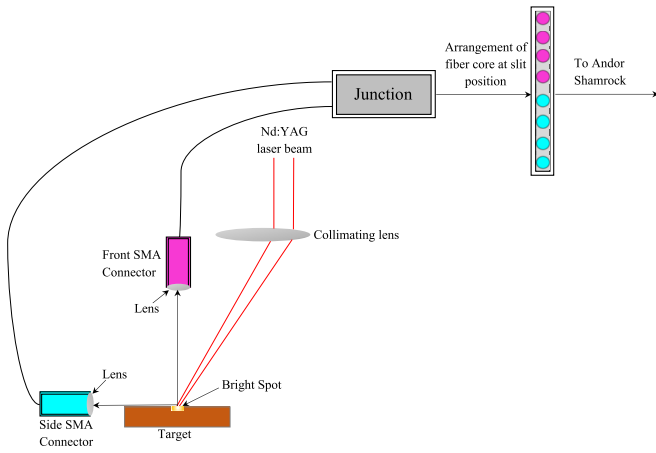 Arrangement of
fiber core at slit
position
To Andor
Shamrock
Junction
Nd:YAG
laser beam
Collimating lens
Front SMA
Connector
Lens
Lens
Bright Spot
Side SMA
Connector
Target